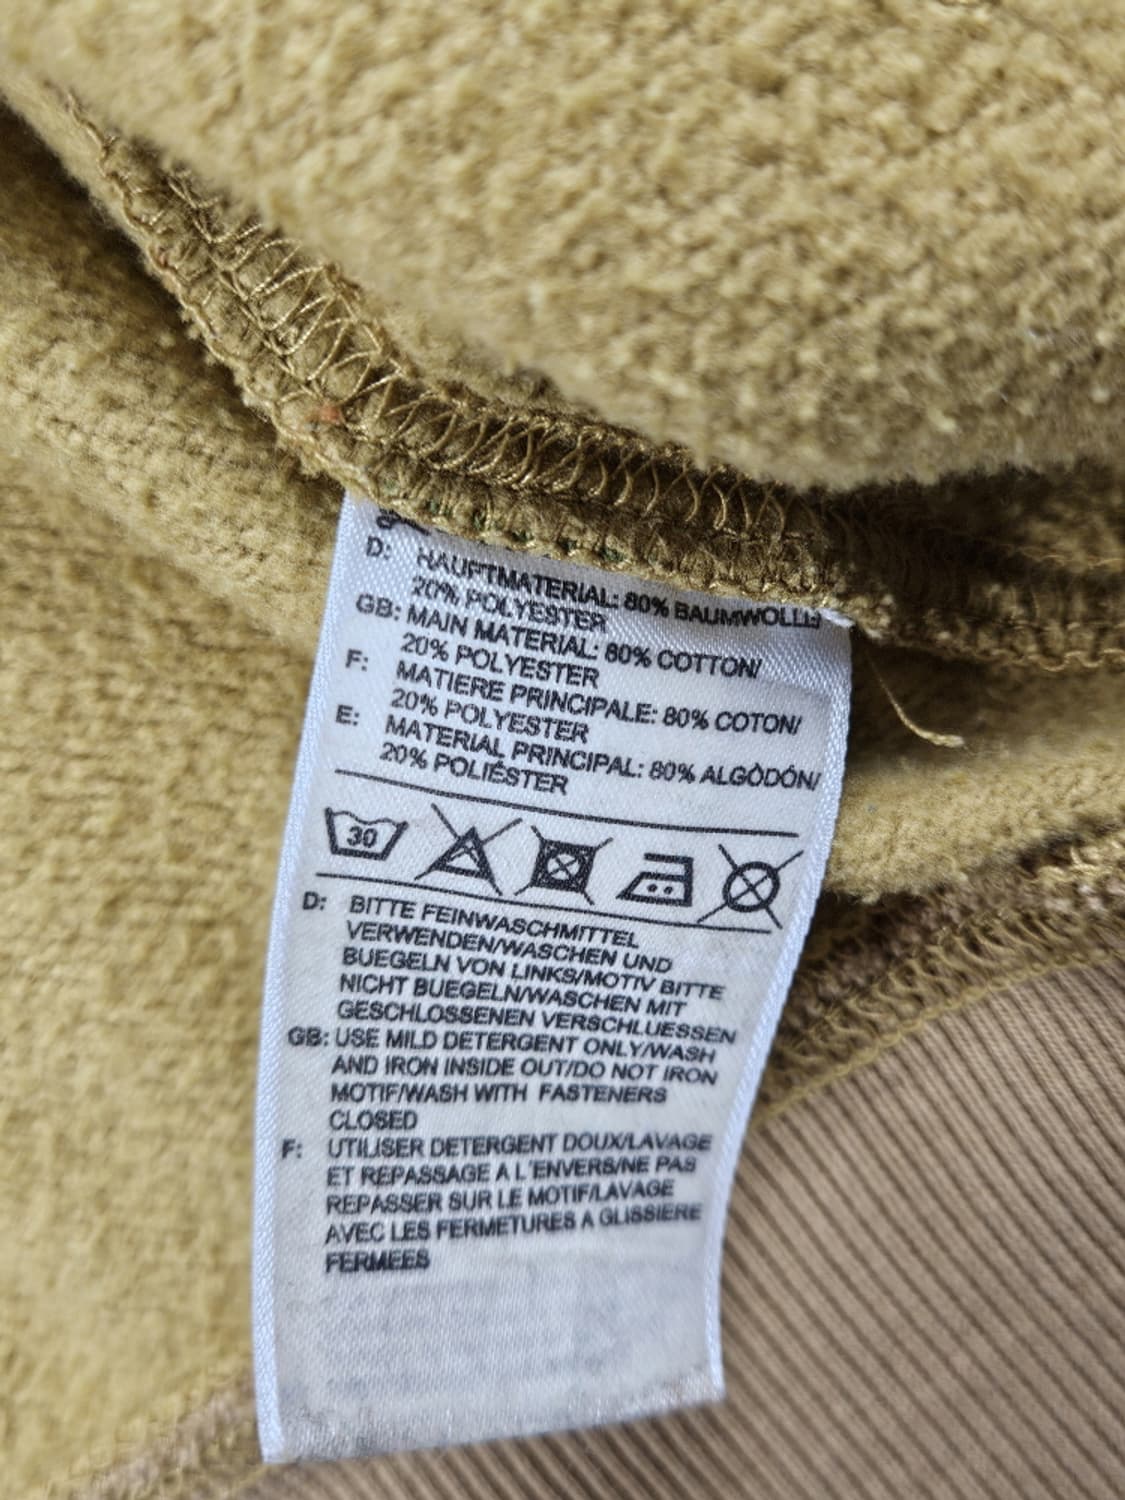 D: HAUPTMATERIAL: 80% BAUMWOLLE/
20% POLYESTER
GB: MAIN MATERIAL: 80% COTTON/
20% POLYESTER
F: MATIERE PRINCIPALE: 80% COTON/
20% POLYESTER
E: MATERIAL PRINCIPAL: 80% ALGÒDÓN/
20% POLIÉSTER
30
D: BITTE FEINWASCHMITTEL
VERWENDEN/WASCHEN UND
BUEGELN VON LINKS/MOTIV BITTE
NICHT BUEGELN/WASCHEN MIT
GESCHLOSSENEN VERSCHLUESSEN
GB: USE MILD DETERGENT ONLY/WASH
AND IRON INSIDE OUT/DO NOT IRON
MOTIF/WASH WITH FASTENERS
CLOSED
F: UTILISER DETERGENT DOUX/LAVAGE
ET REPASSAGE A L'ENVERS/NE PAS
REPASSER SUR LE MOTIF/LAVAGE
AVEC LES FERMETURES A GLISSIERE
FERMEES